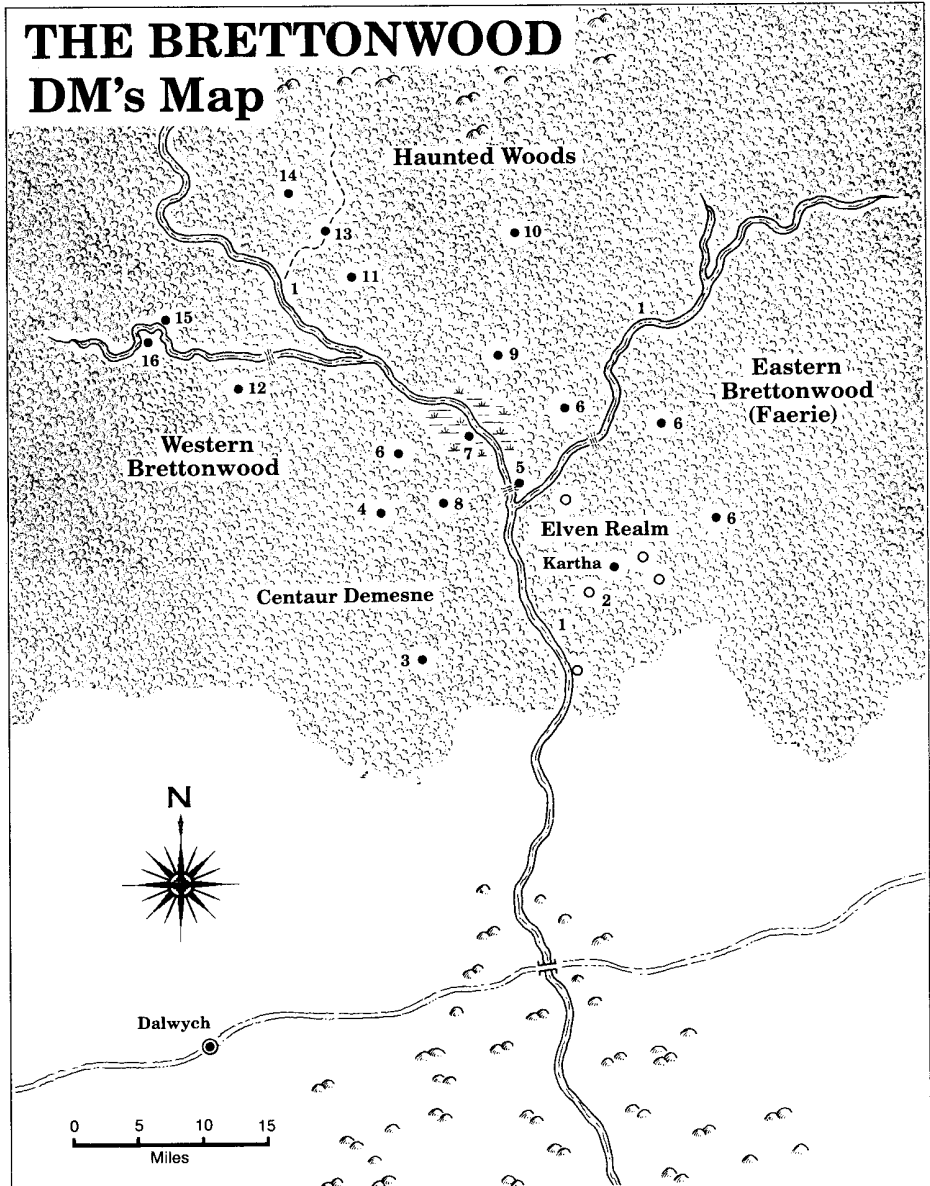 THE BRETTONWOOD
DM's Map
Haunted Woods
14
13
10
11
1
1
15
16
9
12
Eastern
Brettonwood
(Faerie)
6
6
Western
Brettonwood
6
7
5
4
8
6
Elven Realm
Kartha
Centaur Demesne
2
1
3
N
Dalwych
0 5 10 15
Miles